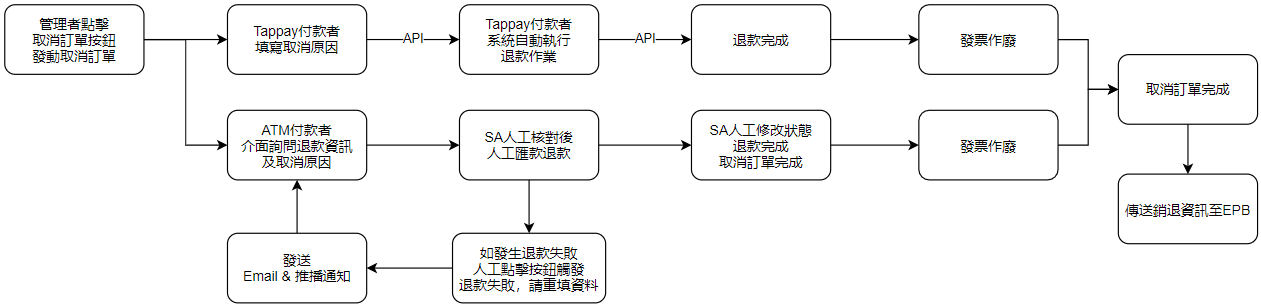 管理者點擊
取消訂單按鈕
發動取消訂單
Tappay付款者
填寫取消原因
API
Tappay付款者
系統自動執行
退款作業
API
退款完成
發票作廢
取消訂單完成
ATM付款者
介面詢問退款資訊
及取消原因
SA人工核對後
人工匯款退款
SA人工修改狀態
退款完成
取消訂單完成
發票作廢
傳送銷退資訊至EPB
發送
Email & 推播通知
如發生退款失敗
人工點擊按鈕觸發
退款失敗，請重填資料